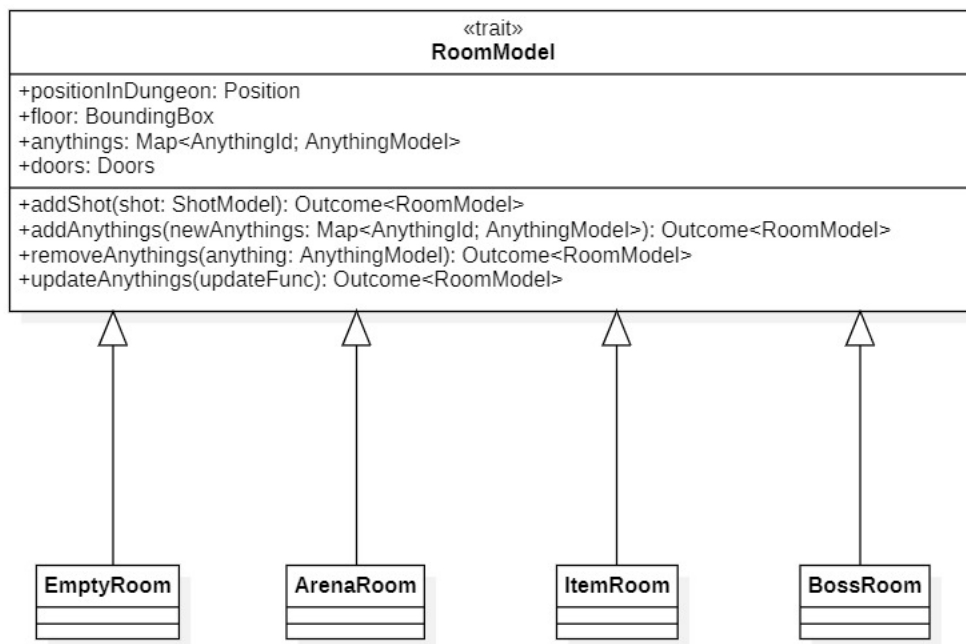 «trait»
RoomModel
+positionInDungeon: Position
+floor: BoundingBox
+anythings: Map<AnythingId; AnythingModel>
+doors: Doors
+addShot(shot: ShotModel): Outcome<RoomModel>
+addAnythings(newAnythings: Map<AnythingId; AnythingModel>): Outcome<RoomModel>
+removeAnythings(anything: AnythingModel): Outcome<RoomModel>
+updateAnythings(updateFunc): Outcome<RoomModel>
EmptyRoom
ArenaRoom
ItemRoom
BossRoom